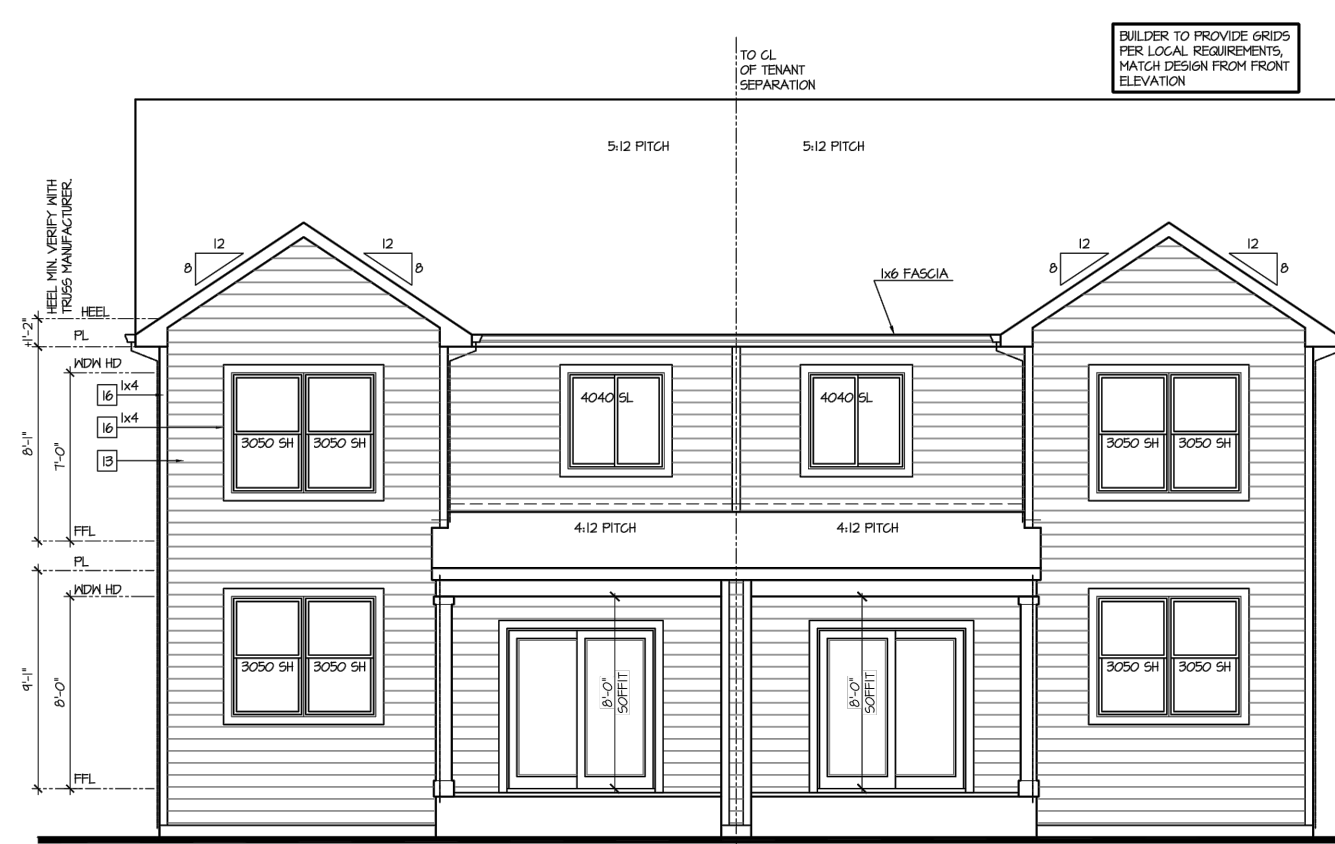 BUILDER TO PROVIDE GRIDS
PER LOCAL REQUIREMENTS,
MATCH DESIGN FROM FRONT
ELEVATION
TO CL
OF TENANT
SEPARATION
5:12 PITCH
5:12 PITCH
HEEL MIN. VERIFY WITH
TRUSS MANUFACTURER.
12
8
12
8
12
8
12
8
1x6 FASCIA
HEEL
±1'-2"
PL
WDW HD
16
1x4
16
1x4
13
8'-1"
7'-0"
3050 SH
3050 SH
4040 SL
4040 SL
3050 SH
3050 SH
FFL
4:12 PITCH
4:12 PITCH
PL
WDW HD
9'-1"
8'-0"
3050 SH
3050 SH
8'-0"
SOFFIT
8'-0"
SOFFIT
3050 SH
3050 SH
FFL